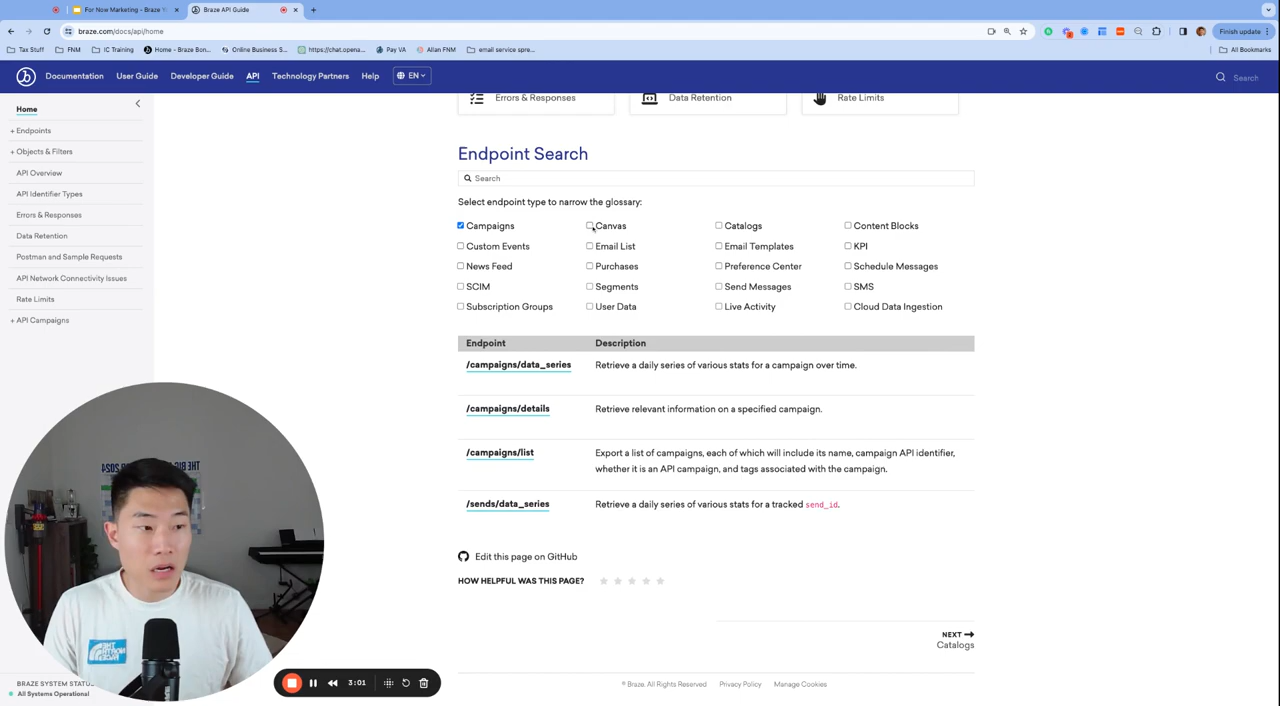 For Now Marketing - Braze
Braze API Guide
braze.com/docs/api/home
Finish update
Tax Stuff
FNM
IC Training
Home - Braze Bon...
Online Business S...
https://chat.opena...
Pay VA
Allan FNM
email service spre...
All Bookmarks
Documentation
User Guide
Developer Guide
API
Technology Partners
Help
EN
Search
Home
+ Endpoints
+ Objects & Filters
API Overview
API Identifier Types
Errors & Responses
Data Retention
Postman and Sample Requests
API Network Connectivity Issues
Rate Limits
+ API Campaigns
Errors & Responses
Data Retention
Rate Limits
Endpoint Search
Search
Select endpoint type to narrow the glossary:
Campaigns
Canvas
Catalogs
Content Blocks
Custom Events
Email List
Email Templates
KPI
News Feed
Purchases
Preference Center
Schedule Messages
SCIM
Segments
Send Messages
SMS
Subscription Groups
User Data
Live Activity
Cloud Data Ingestion
Endpoint
Description
/campaigns/data_series
Retrieve a daily series of various stats for a campaign over time.
/campaigns/details
Retrieve relevant information on a specified campaign.
/campaigns/list
Export a list of campaigns, each of which will include its name, campaign API identifier,
whether it is an API campaign, and tags associated with the campaign.
/sends/data_series
Retrieve a daily series of various stats for a tracked send_id.
Edit this page on GitHub
HOW HELPFUL WAS THIS PAGE?
NEXT
Catalogs
® Braze. All Rights Reserved
Privacy Policy
Manage Cookies
BRAZE SYSTEM STATU
All Systems Operational
3:01
THE NORTH FACE